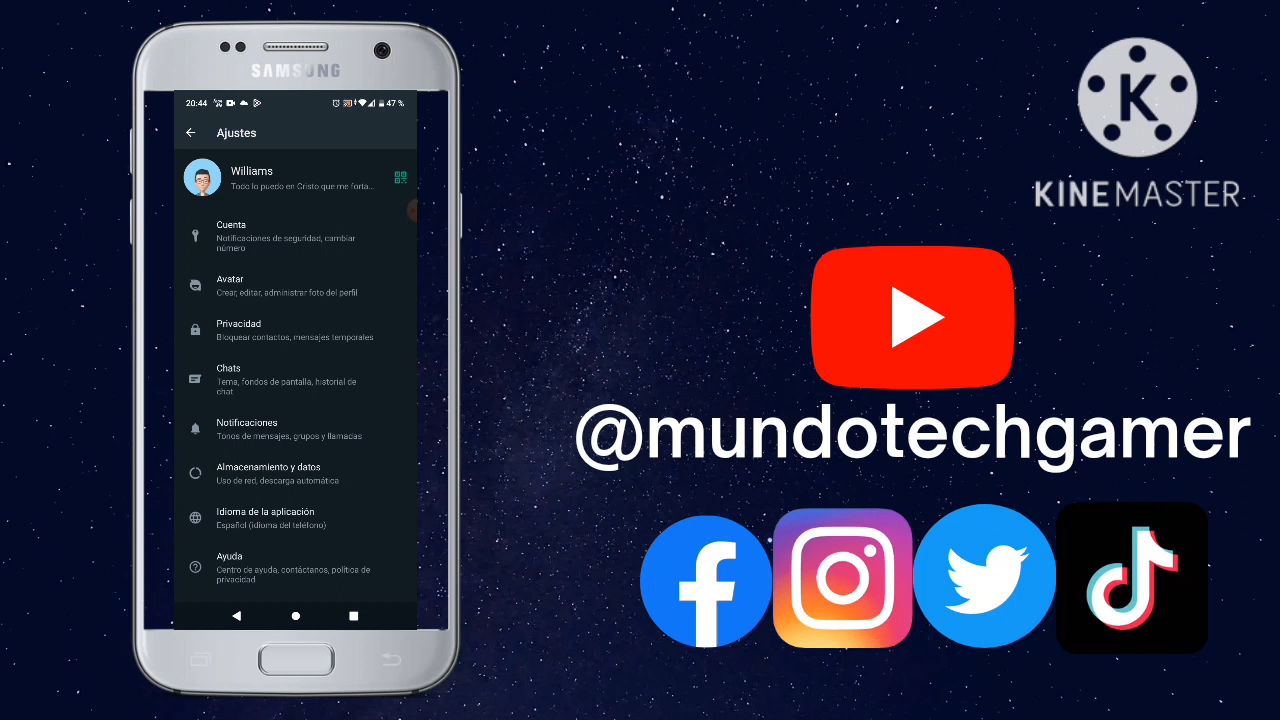 SAMSUNG
20:44
47 %
Ajustes
Williams
Todo lo puedo en Cristo que me forta...
Cuenta
Notificaciones de seguridad, cambiar
número
Avatar
Crear, editar, administrar foto del perfil
Privacidad
Bloquear contactos, mensajes temporales
Chats
Tema, fondos de pantalla, historial de
chat
Notificaciones
Tonos de mensajes, grupos y llamadas
Almacenamiento y datos
Uso de red, descarga automática
Idioma de la aplicación
Español (idioma del teléfono)
Ayuda
Centro de ayuda, contáctanos, política de
privacidad
K
KINEMASTER
@mundotechgamer